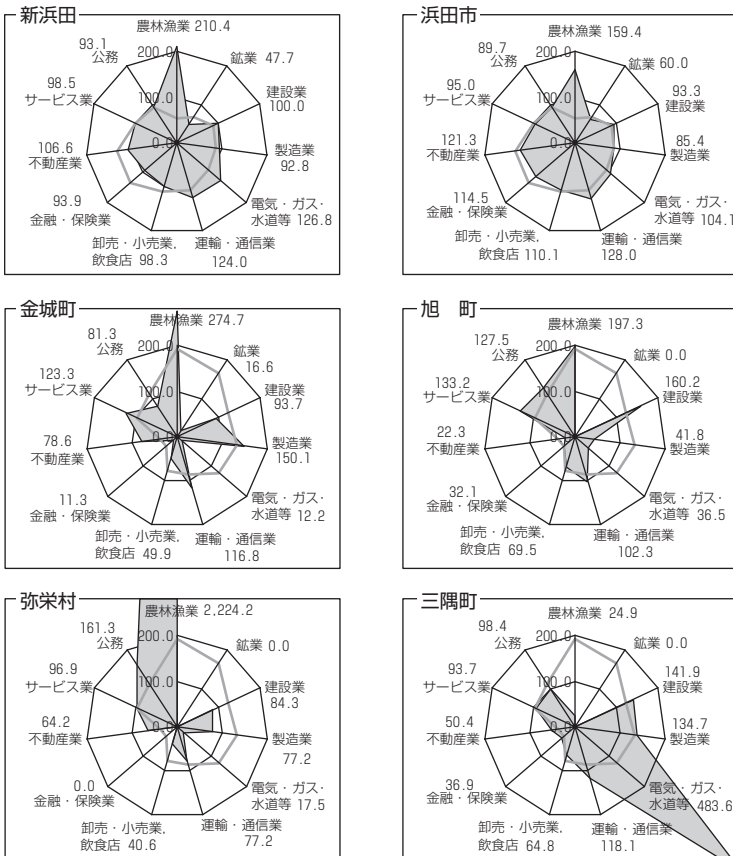 新浜田
農林漁業 210.4
鉱業 47.7
建設業
100.0
製造業
92.8
電気・ガス・
水道等 126.8
運輸・通信業
124.0
卸売・小売業,
飲食店 98.3
93.9
金融・保険業
106.6
不動産業
98.5
サービス業
93.1
公務
200.0
100.0
0.0
浜田市
農林漁業 159.4
鉱業 60.0
93.3
建設業
85.4
製造業
電気・ガス・
水道等 104.1
運輸・通信業
128.0
卸売・小売業,
飲食店 110.1
114.5
金融・保険業
121.3
不動産業
95.0
サービス業
89.7
公務
200.0
100.0
0.0
金城町
農林漁業 274.7
鉱業
16.6
建設業
93.7
製造業
150.1
電気・ガス・
水道等 12.2
運輸・通信業
116.8
卸売・小売業,
飲食店 49.9
11.3
金融・保険業
78.6
不動産業
123.3
サービス業
81.3
公務
200.0
100.0
0.0
旭 町
農林漁業 197.3
鉱業 0.0
160.2
建設業
41.8
製造業
電気・ガス・
水道等 36.5
運輸・通信業
102.3
卸売・小売業,
飲食店 69.5
32.1
金融・保険業
22.3
不動産業
133.2
サービス業
127.5
公務
200.0
100.0
0.0
弥栄村
農林漁業 2,224.2
鉱業 0.0
建設業
84.3
製造業
77.2
電気・ガス・
水道等 17.5
運輸・通信業
77.2
卸売・小売業,
飲食店 40.6
0.0
金融・保険業
64.2
不動産業
96.9
サービス業
161.3
公務
200.0
100.0
0.0
三隅町
農林漁業 24.9
鉱業 0.0
141.9
建設業
134.7
製造業
電気・ガス・
水道等 483.6
運輸・通信業
118.1
卸売・小売業,
飲食店 64.8
36.9
金融・保険業
50.4
不動産業
93.7
サービス業
98.4
公務
200.0
100.0
0.0